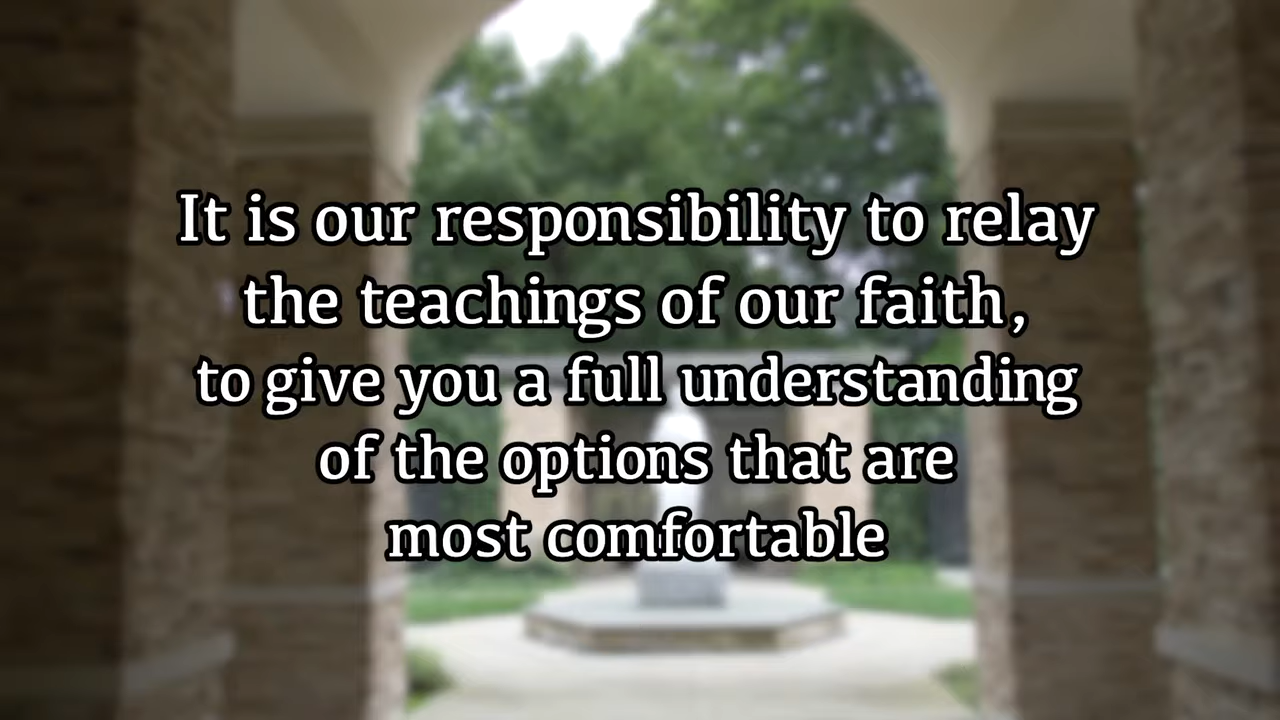 It is our responsibility to relay
the teachings of our faith,
to give you a full understanding
of the options that are
most comfortable